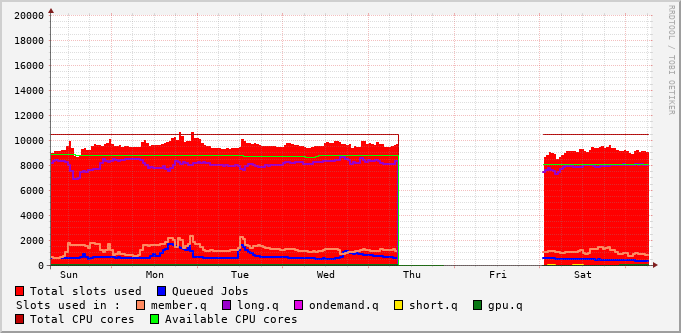 RRDTOOL / TOBI OETIKER
20000
18000
16000
14000
12000
10000
8000
6000
4000
2000
0
Sun Mon Tue Wed Thu Fri Sat
Total slots used Queued Jobs
Slots used in : member.q long.q ondemand.q short.q gpu.q
Total CPU cores Available CPU cores